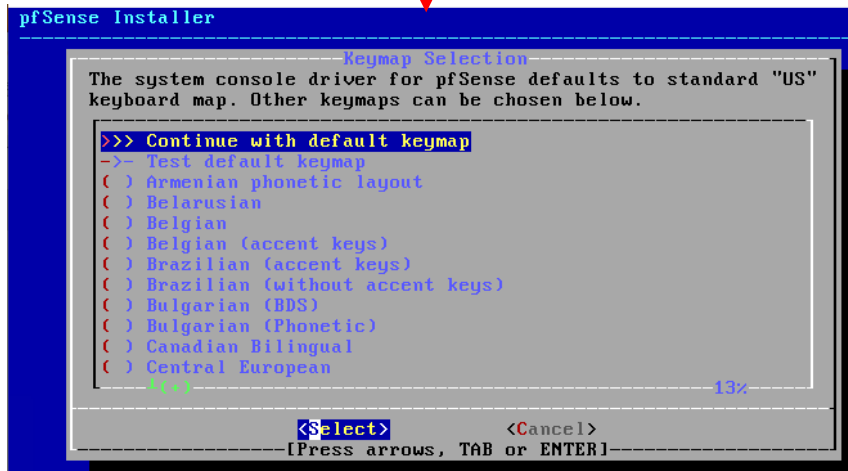 pfSense Installer
Keymap Selection
The system console driver for pfSense defaults to standard "US"
keyboard map. Other keymaps can be chosen below.
>>> Continue with default keymap
->- Test default keymap
( ) Armenian phonetic layout
( ) Belarusian
( ) Belgian
( ) Belgian (accent keys)
( ) Brazilian (accent keys)
( ) Brazilian (without accent keys)
( ) Bulgarian (BDS)
( ) Bulgarian (Phonetic)
( ) Canadian Bilingual
( ) Central European
(+) 13%
<Select> <Cancel>
[Press arrows, TAB or ENTER]